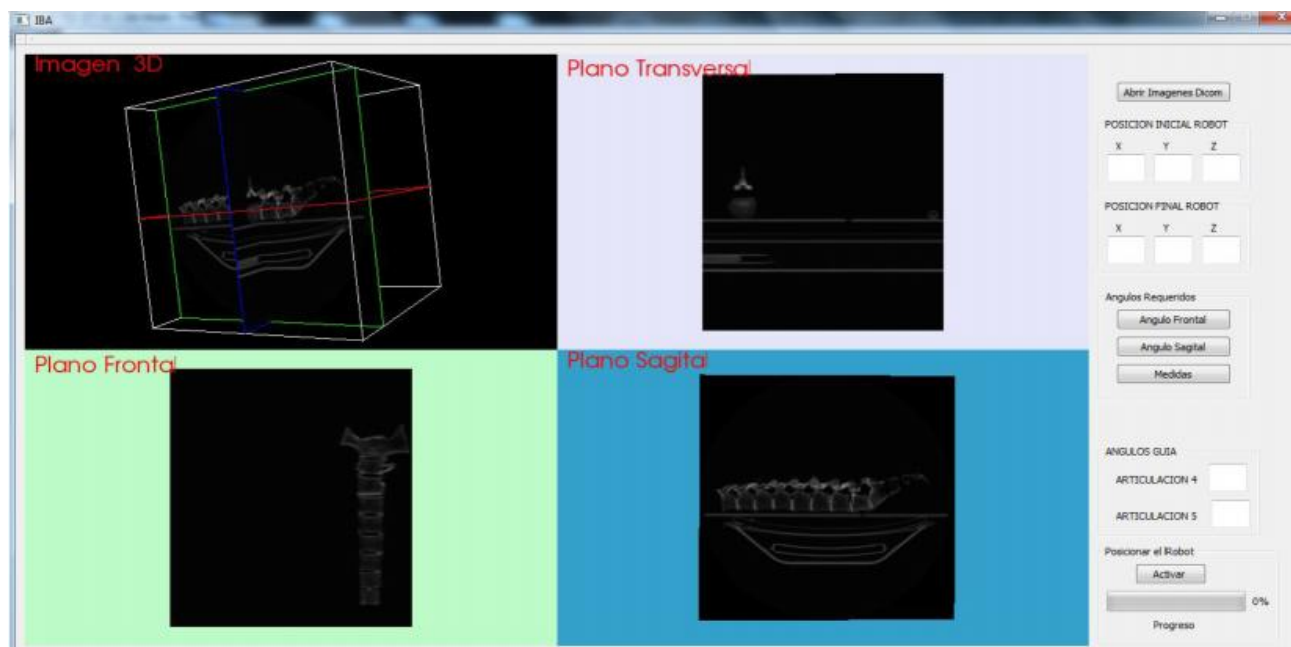 IBA
Imagen 3D
Plano Transversal
Plano Frontal
Plano Sagital
Abrir Imagenes Dicom
POSICION INICIAL ROBOT
X Y Z
POSICION FINAL ROBOT
X Y Z
Angulos Requeridos
Angulo Frontal
Angulo Sagital
Medidas
ANGULOS GUIA
ARTICULACION 4
ARTICULACION 5
Posicionar el Robot
Activar
0%
Progreso